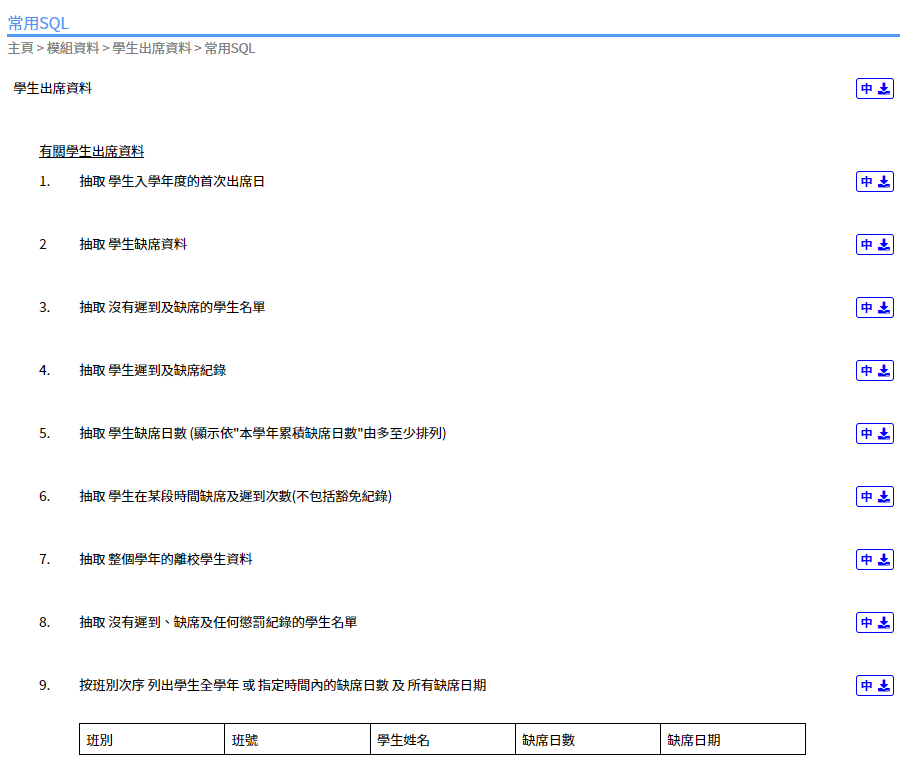 常用SQL
主頁 > 模組資料 > 學生出席資料 > 常用SQL
學生出席資料 中
有關學生出席資料
1. 抽取 學生入學年度的首次出席日 中
2 抽取 學生缺席資料 中
3. 抽取 沒有遲到及缺席的學生名單 中
4. 抽取 學生遲到及缺席紀錄 中
5. 抽取 學生缺席日數 (顯示依"本學年累積缺席日數"由多至少排列) 中
6. 抽取 學生在某段時間缺席及遲到次數(不包括豁免紀錄) 中
7. 抽取 整個學年的離校學生資料 中
8. 抽取 沒有遲到、缺席及任何懲罰紀錄的學生名單 中
9. 按班別次序 列出學生全學年 或 指定時間內的缺席日數 及 所有缺席日期 中
班別 班號 學生姓名 缺席日數 缺席日期